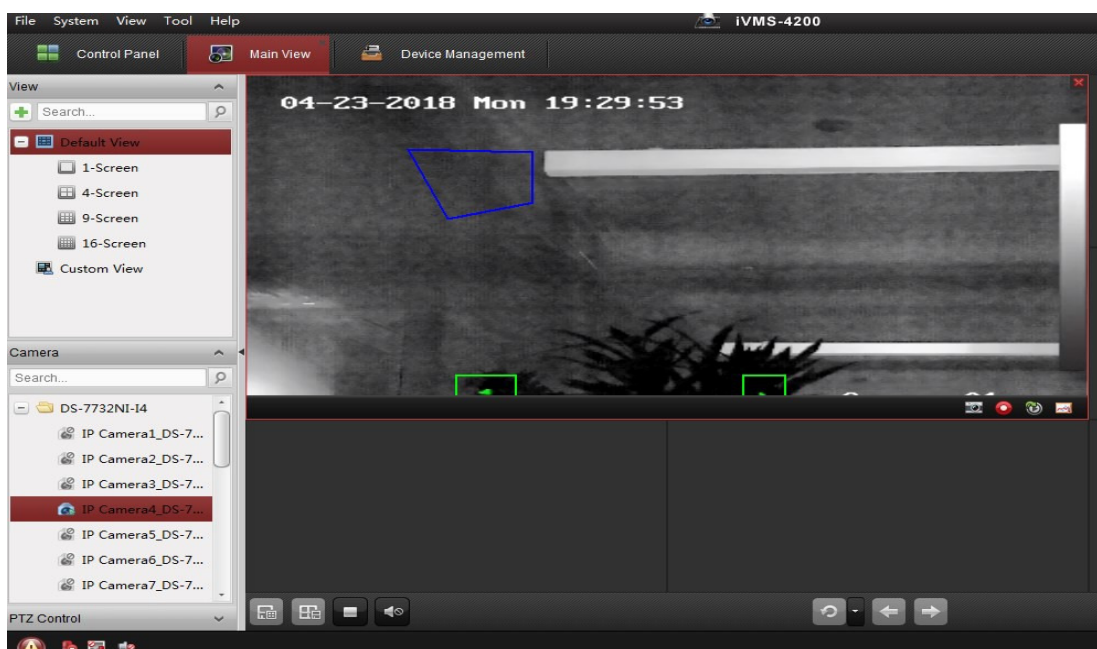 File System View Tool Help
iVMS-4200
Control Panel
Main View
Device Management
View
Search...
04-23-2018 Mon 19:29:53
Default View
1-Screen
4-Screen
9-Screen
16-Screen
Custom View
Camera
Search...
DS-7732NI-I4
IP Camera1_DS-7...
IP Camera2_DS-7...
IP Camera3_DS-7...
IP Camera4_DS-7...
IP Camera5_DS-7...
IP Camera6_DS-7...
IP Camera7_DS-7...
PTZ Control